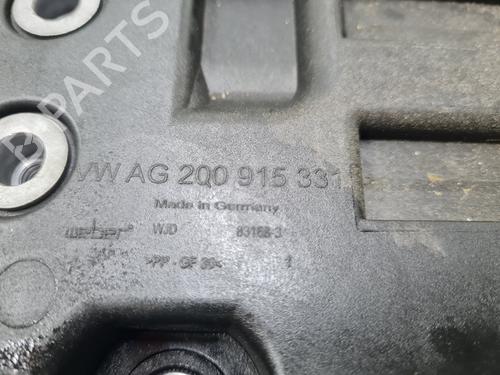 B PARTS
VW AG 2Q0 915 331
Made in Germany
weber WJD 83168-3
>PP-GF30< 1